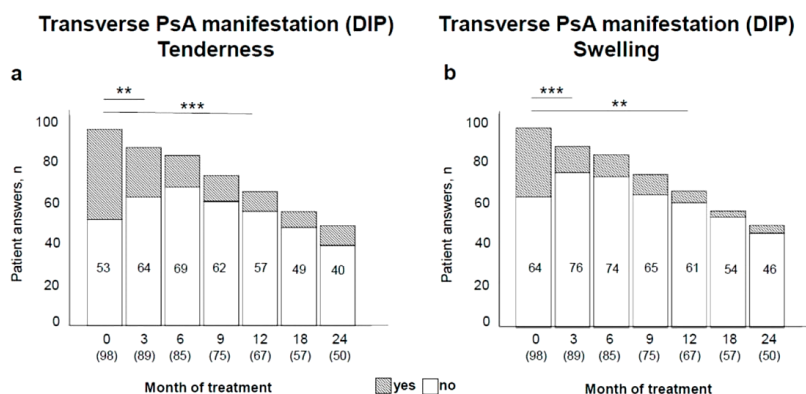 Transverse PsA manifestation (DIP)
Tenderness
a
**
***
100
80
60
40
20
0
Patient answers, n
53 64 69 62 57 49 40
0 3 6 9 12 18 24
(98) (89) (85) (75) (67) (57) (50)
Month of treatment
Transverse PsA manifestation (DIP)
Swelling
b
***
**
100
80
60
40
20
0
Patient answers, n
64 76 74 65 61 54 46
0 3 6 9 12 18 24
(98) (89) (85) (75) (67) (57) (50)
Month of treatment
yes no